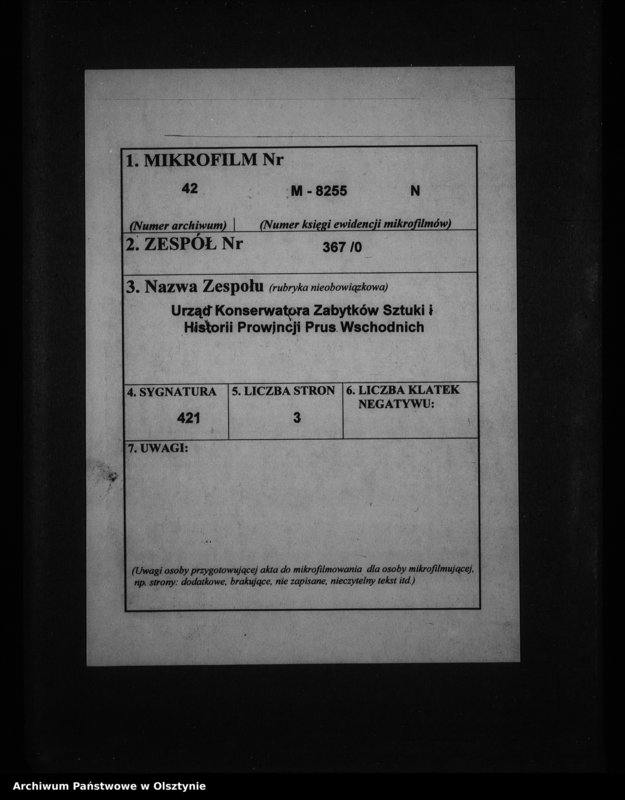 1. MIKROFILM Nr
42 M - 8255 N
(Numer archiwum) (Numer księgi ewidencji mikrofilmów)
2. ZESPÓŁ Nr 367 /0
3. Nazwa Zespołu (rubryka nieobowiązkowa)
Urząd Konserwatora Zabytków Sztuki i
Historii Prowincji Prus Wschodnich
4. SYGNATURA 5. LICZBA STRON 6. LICZBA KLATEK
NEGATYWU:
421 3
7. UWAGI:
(Uwagi osoby przygotowującej akta do mikrofilmowania dla osoby mikrofilmującej,
np. strony: dodatkowe, brakujące, nie zapisane, nieczytelny tekst itd.)
Archiwum Państwowe w Olsztynie